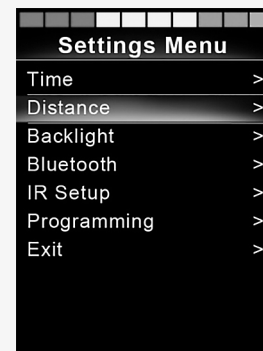 Settings Menu
Time >
Distance >
Backlight >
Bluetooth >
IR Setup >
Programming >
Exit >